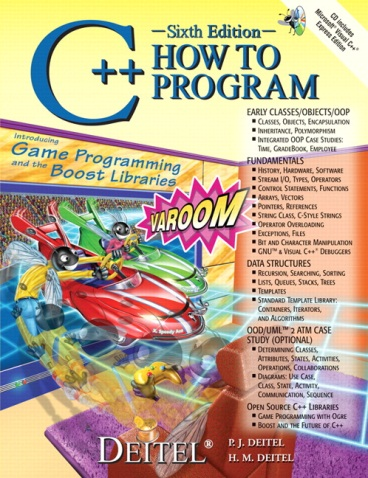 —Sixth Edition—
C++ HOW TO
PROGRAM
CD includes
Microsoft® Visual C++®
Express Edition
Introducing
Game Programming
and the Boost Libraries
VAROOM
EARLY CLASSES/OBJECTS/OOP
■ CLASSES, OBJECTS, ENCAPSULATION
■ INHERITANCE, POLYMORPHISM
■ INTEGRATED OOP CASE STUDIES:
TIME, GRADEBOOK, EMPLOYEE
FUNDAMENTALS
■ HISTORY, HARDWARE, SOFTWARE
■ STREAM I/O, TYPES, OPERATORS
■ CONTROL STATEMENTS, FUNCTIONS
■ ARRAYS, VECTORS
■ POINTERS, REFERENCES
■ STRING CLASS, C-STYLE STRINGS
■ OPERATOR OVERLOADING
■ EXCEPTIONS, FILES
■ BIT AND CHARACTER MANIPULATION
■ GNU™ & VISUAL C++® DEBUGGERS
DATA STRUCTURES
■ RECURSION, SEARCHING, SORTING
■ LISTS, QUEUES, STACKS, TREES
■ TEMPLATES
■ STANDARD TEMPLATE LIBRARY:
CONTAINERS, ITERATORS,
AND ALGORITHMS
OOD/UML™ 2 ATM CASE
STUDY (OPTIONAL)
■ DETERMINING CLASSES,
ATTRIBUTES, STATES, ACTIVITIES,
OPERATIONS, COLLABORATIONS
■ DIAGRAMS: USE CASE,
CLASS, STATE, ACTIVITY,
COMMUNICATION, SEQUENCE
OPEN SOURCE C++ LIBRARIES
■ GAME PROGRAMMING WITH OGRE
■ BOOST AND THE FUTURE OF C++
DEITEL®
P. J. DEITEL
H. M. DEITEL